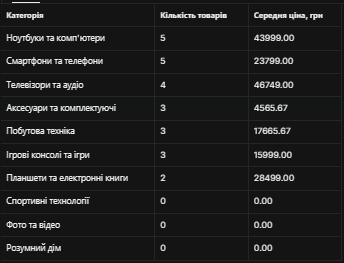 Категорія Кількість товарів Середня ціна, грн
Ноутбуки та комп'ютери 5 43999.00
Смартфони та телефони 5 23799.00
Телевізори та аудіо 4 46749.00
Аксесуари та комплектуючі 3 4565.67
Побутова техніка 3 17665.67
Ігрові консолі та ігри 3 15999.00
Планшети та електронні книги 2 28499.00
Спортивні технології 0 0.00
Фото та відео 0 0.00
Розумний дім 0 0.00